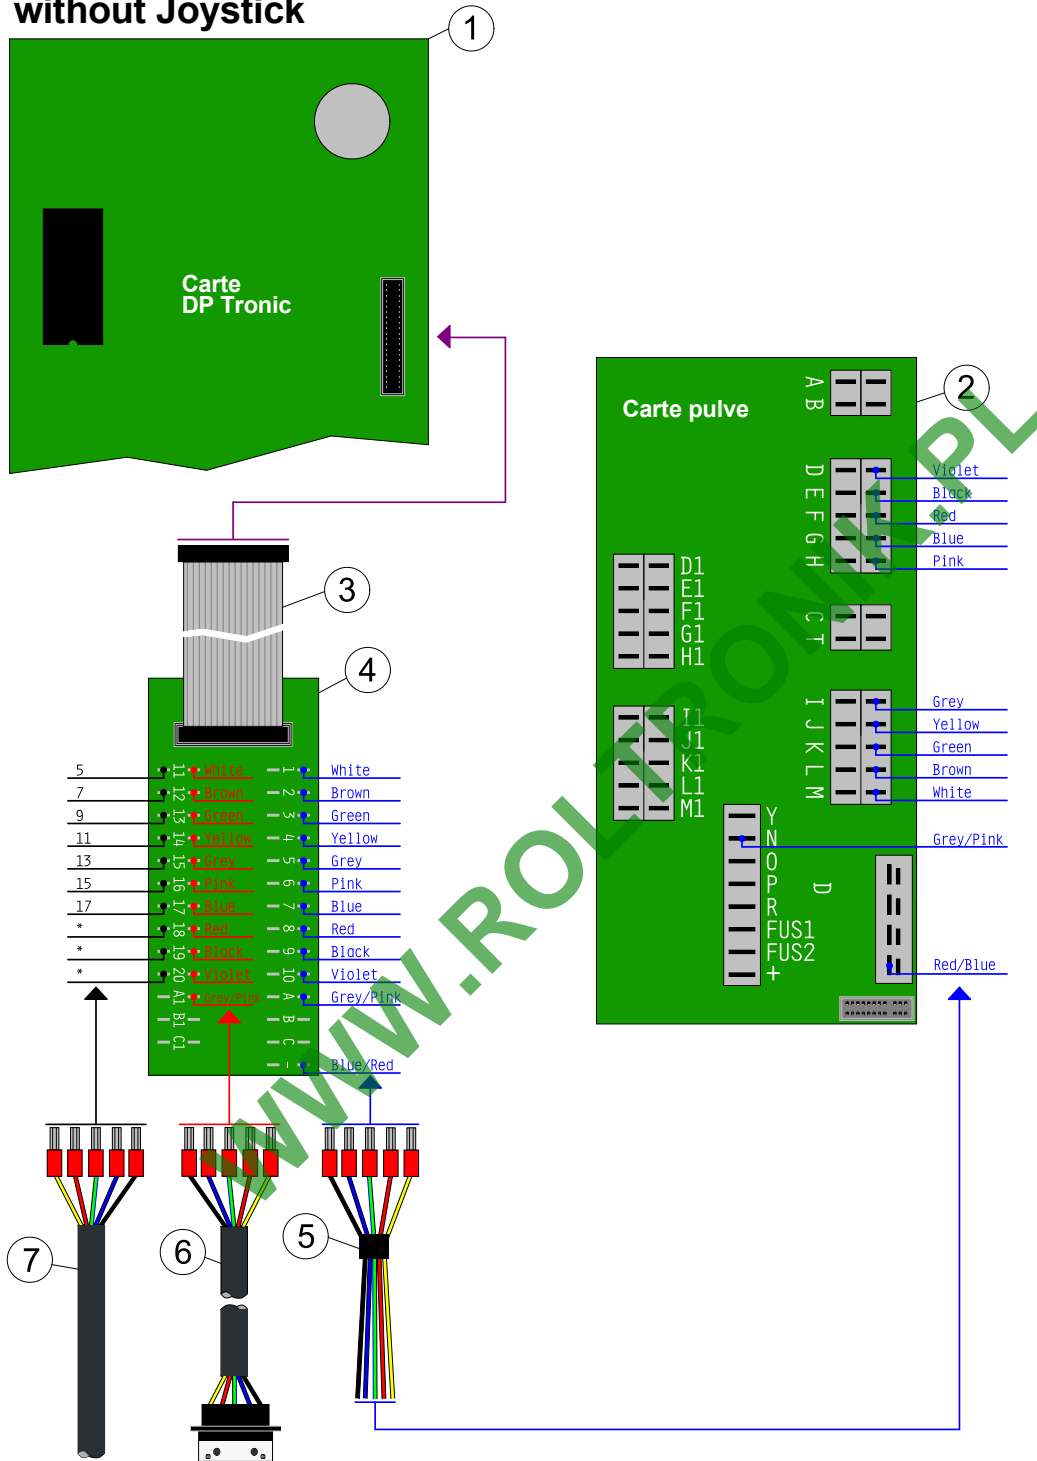 without Joystick
1
Carte
DP Tronic
2
Carte pulve
A
B
D
E
F
G
H
Violet
Black
Red
Blue
Pink
C
T
I
J
K
L
M
Grey
Yellow
Green
Brown
White
D1
E1
F1
G1
H1
I1
J1
K1
L1
M1
Y
N
O
P
R
FUS1
FUS2
+
D
Grey/Pink
Red/Blue
3
4
5 11 White 1 White
7 12 Brown 2 Brown
9 13 Green 3 Green
11 14 Yellow 4 Yellow
13 15 Grey 5 Grey
15 16 Pink 6 Pink
17 17 Blue 7 Blue
* 18 Red 8 Red
* 19 Black 9 Black
* 20 Violet 10 Violet
A1 Grey/Pink A Grey/Pink
B1 B
C1 C
- Blue/Red
5
6
7
WWW.ROLTRONIK.PL